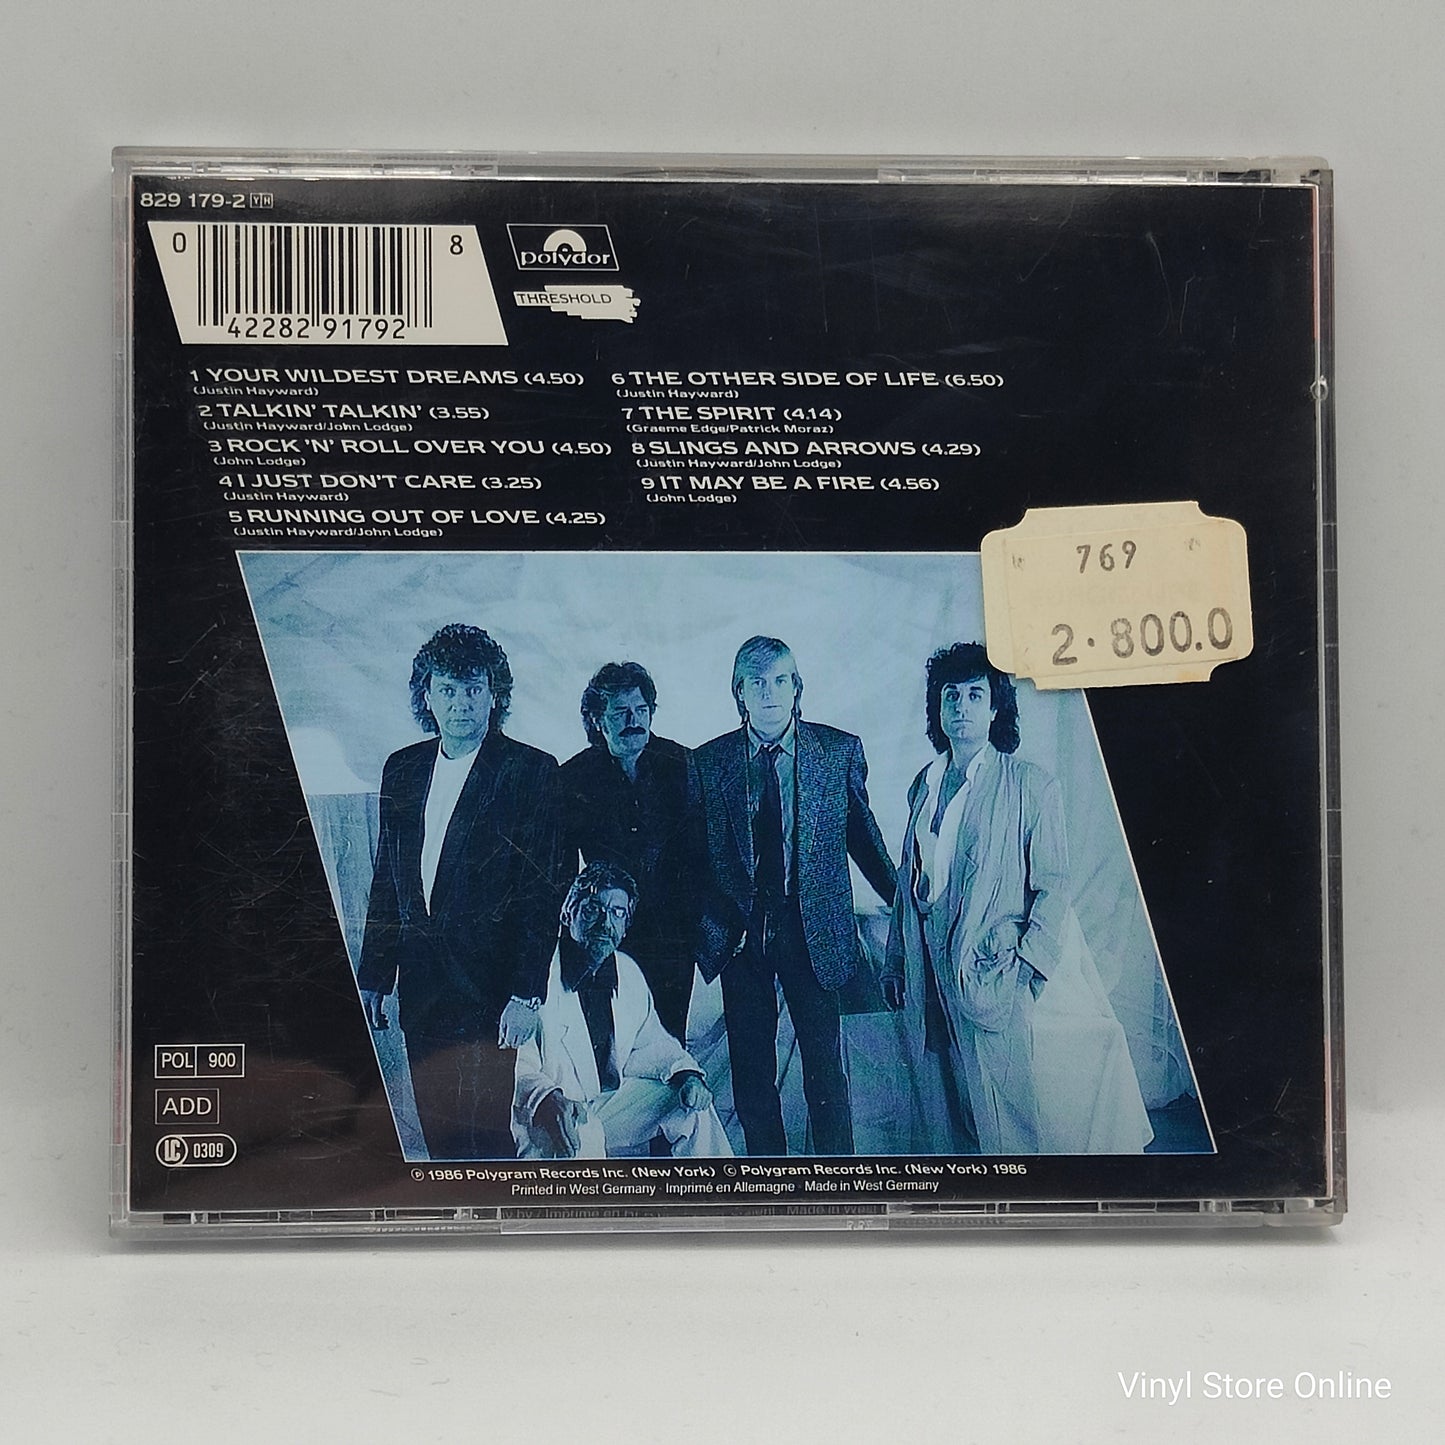 829 179-2 Y H
0 8
42282 91792
polydor
THRESHOLD
1 YOUR WILDEST DREAMS (4.50)
(Justin Hayward)
2 TALKIN' TALKIN' (3.55)
(Justin Hayward/John Lodge)
3 ROCK 'N' ROLL OVER YOU (4.50)
(John Lodge)
4 I JUST DON'T CARE (3.25)
(Justin Hayward)
5 RUNNING OUT OF LOVE (4.25)
(Justin Hayward/John Lodge)
6 THE OTHER SIDE OF LIFE (6.50)
(Justin Hayward)
7 THE SPIRIT (4.14)
(Graeme Edge/Patrick Moraz)
8 SLINGS AND ARROWS (4.29)
(Justin Hayward/John Lodge)
9 IT MAY BE A FIRE (4.56)
(John Lodge)
769
2.800.0
POL 900
ADD
LC 0309
℗ 1986 Polygram Records Inc. (New York) © Polygram Records Inc. (New York) 1986
Printed in West Germany · Imprimé en Allemagne · Made in West Germany
Vinyl Store Online